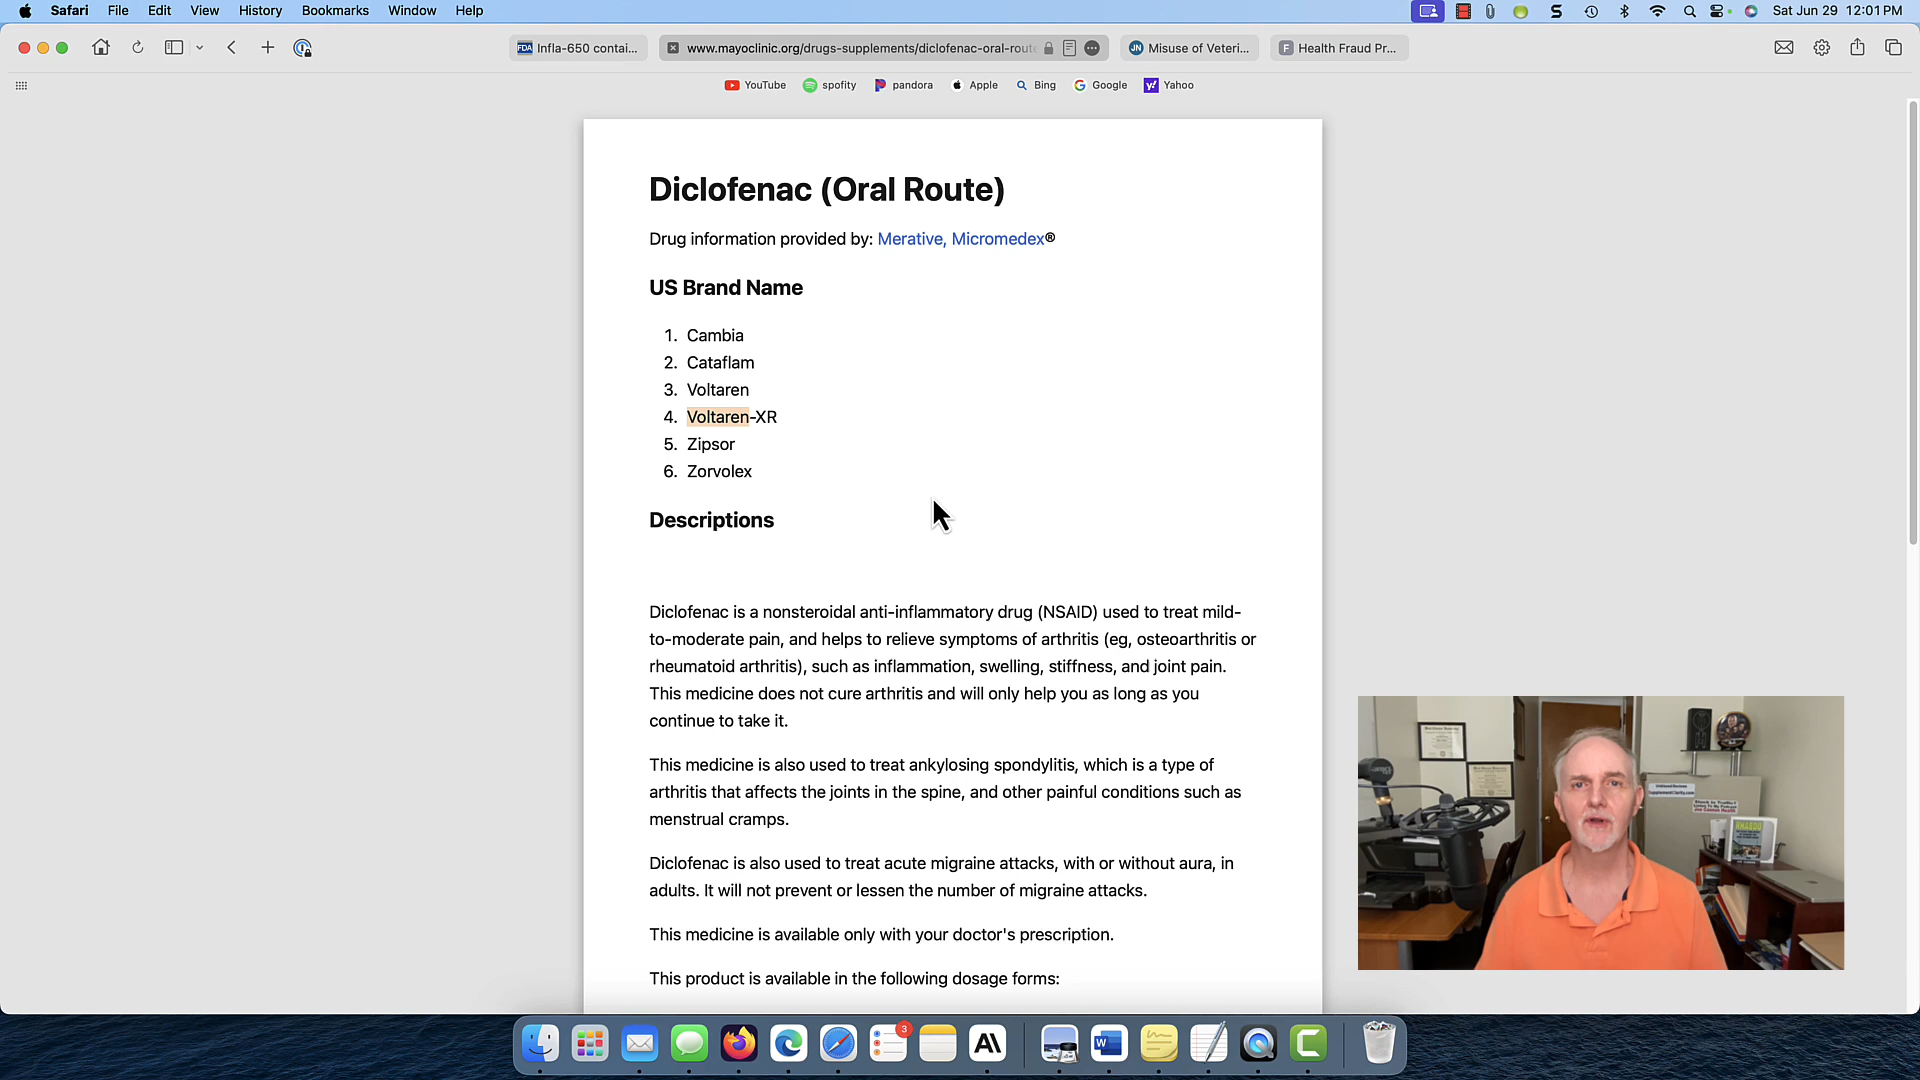 Safari File Edit View History Bookmarks Window Help
Sat Jun 29 12:01 PM
FDA Infla-650 contai...
www.mayoclinic.org/drugs-supplements/diclofenac-oral-route
JN Misuse of Veteri...
F Health Fraud Pr...
YouTube spofity pandora Apple Bing Google Yahoo
Diclofenac (Oral Route)
Drug information provided by: Merative, Micromedex®
US Brand Name
1. Cambia
2. Cataflam
3. Voltaren
4. Voltaren-XR
5. Zipsor
6. Zorvolex
Descriptions
Diclofenac is a nonsteroidal anti-inflammatory drug (NSAID) used to treat mild-
to-moderate pain, and helps to relieve symptoms of arthritis (eg, osteoarthritis or
rheumatoid arthritis), such as inflammation, swelling, stiffness, and joint pain.
This medicine does not cure arthritis and will only help you as long as you
continue to take it.
This medicine is also used to treat ankylosing spondylitis, which is a type of
arthritis that affects the joints in the spine, and other painful conditions such as
menstrual cramps.
Diclofenac is also used to treat acute migraine attacks, with or without aura, in
adults. It will not prevent or lessen the number of migraine attacks.
This medicine is available only with your doctor's prescription.
This product is available in the following dosage forms:
3